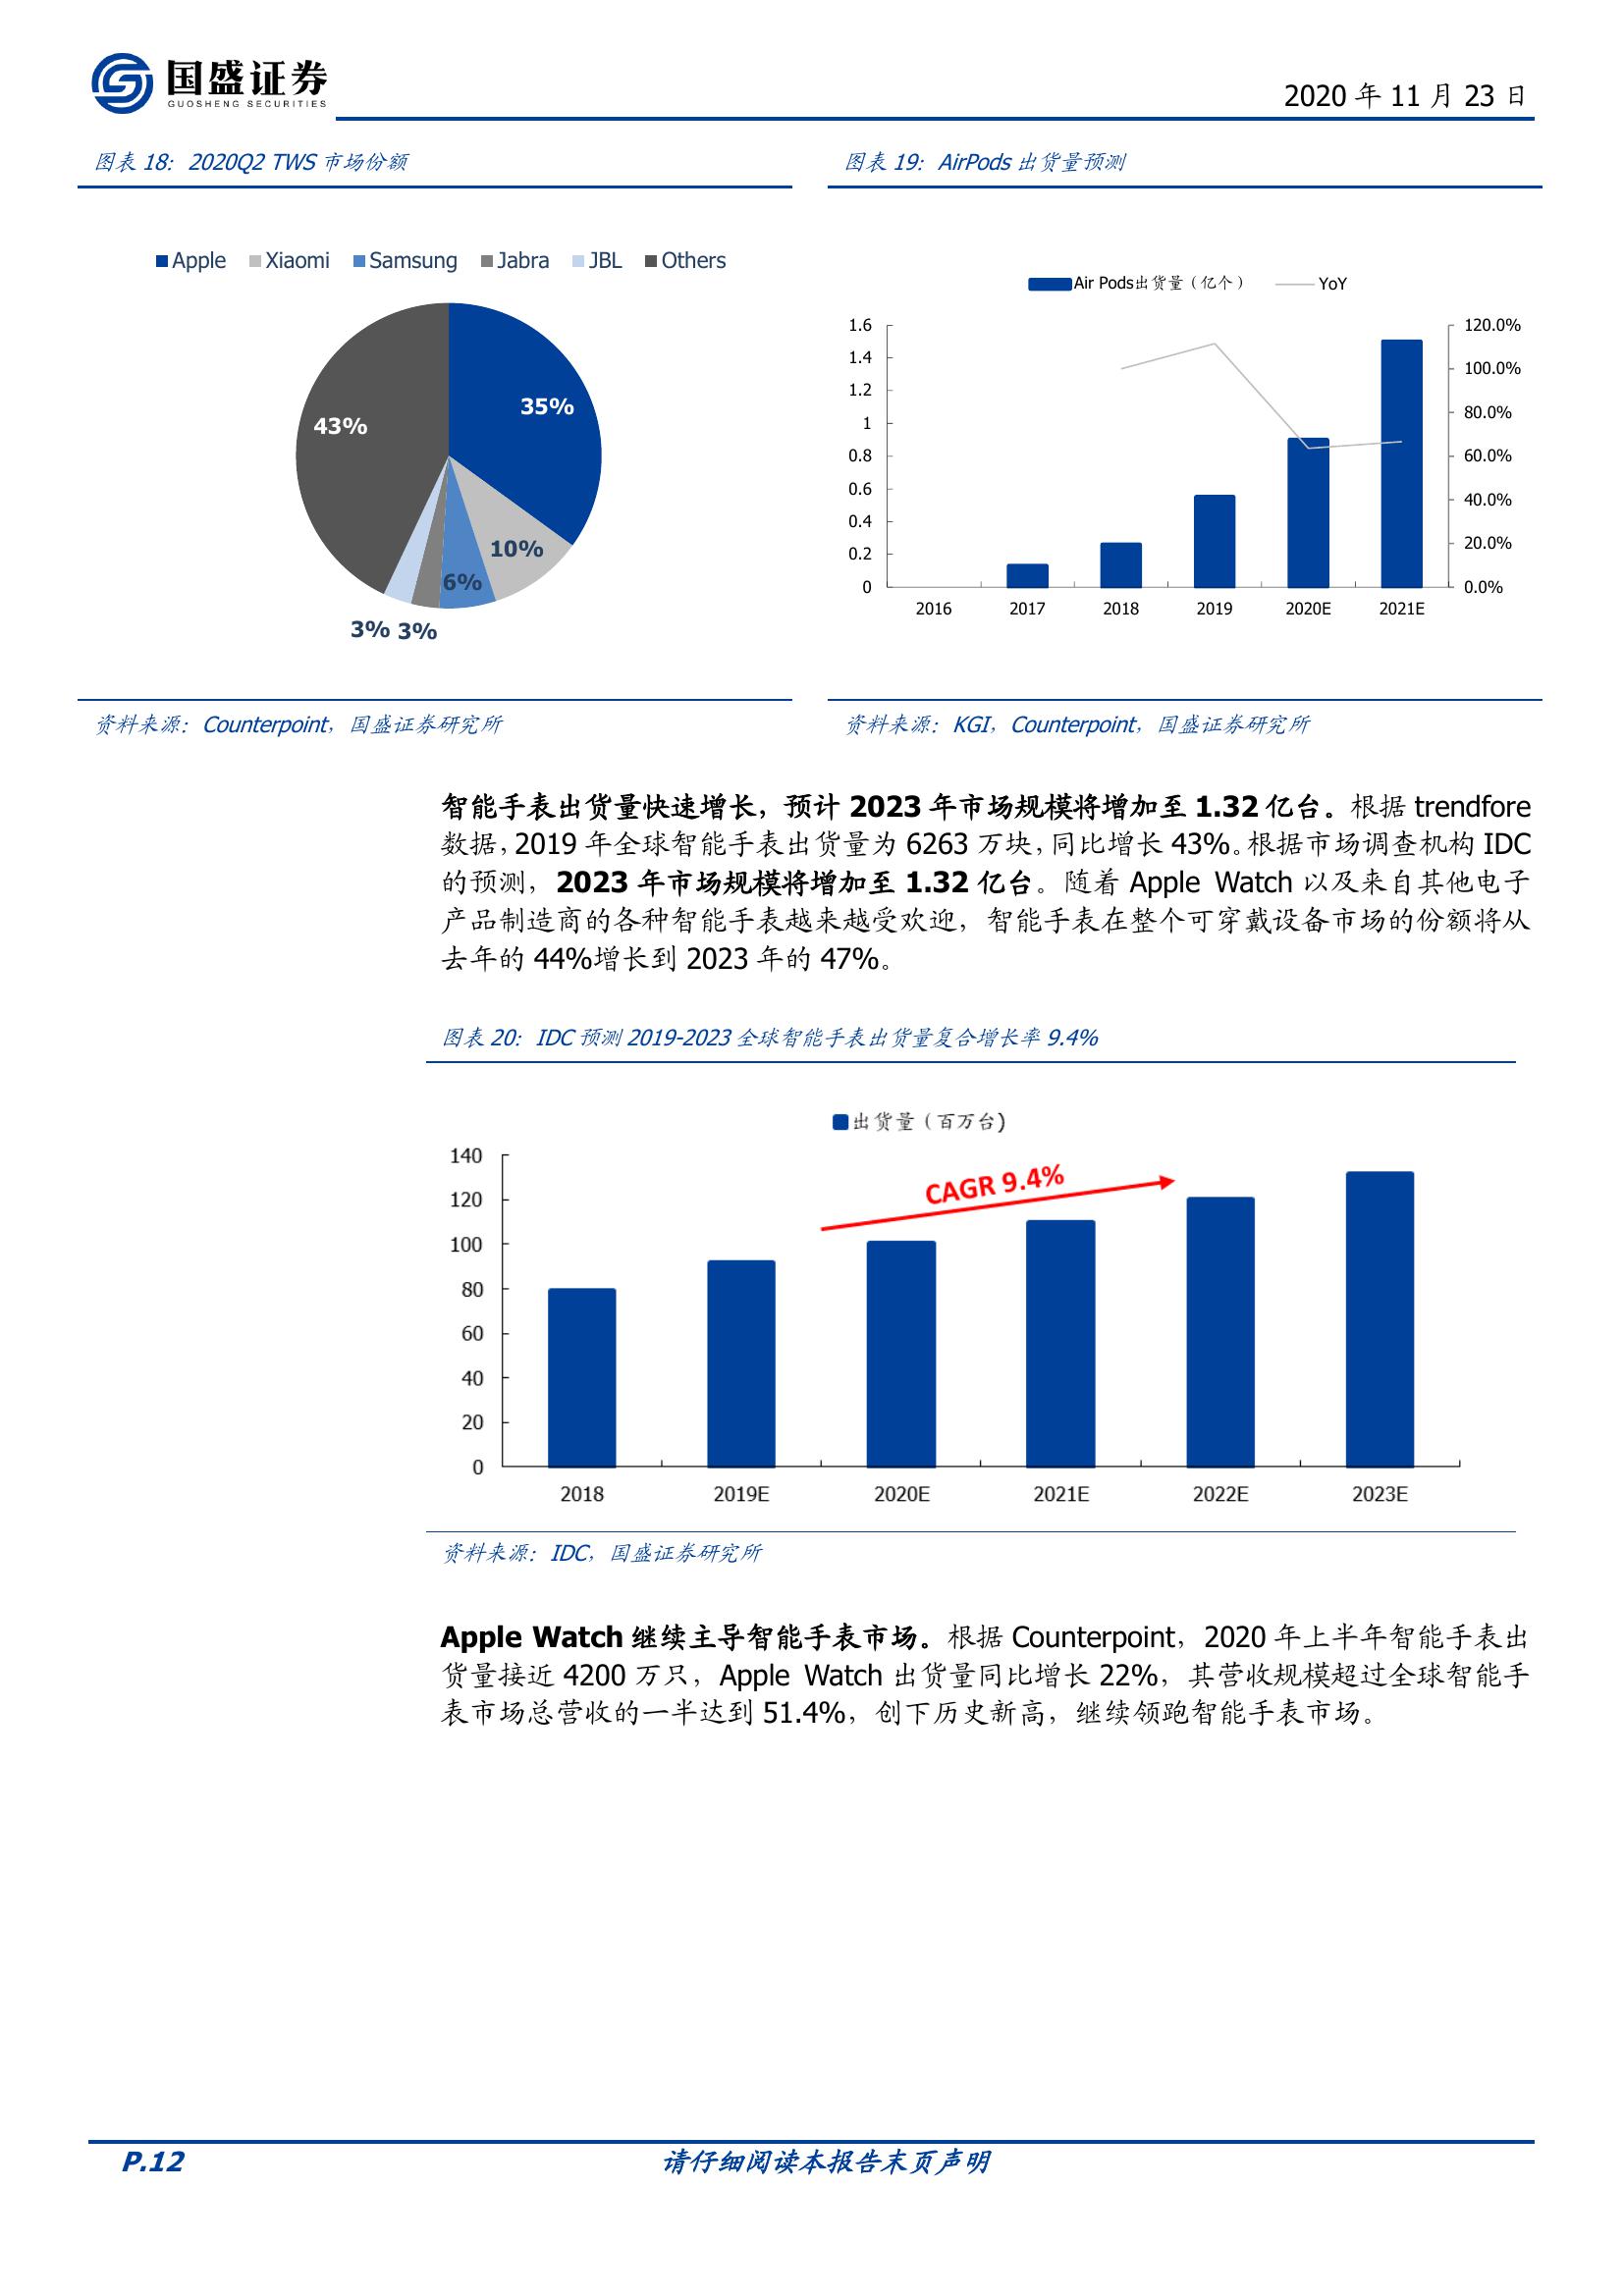 国盛证券
GUOSHENG SECURITIES
2020 年 11 月 23 日
图表 18：2020Q2 TWS 市场份额
Apple Xiaomi Samsung Jabra JBL Others
35%
43%
10%
6%
3% 3%
资料来源：Counterpoint，国盛证券研究所
图表 19：AirPods 出货量预测
Air Pods出货量（亿个） YoY
1.6 120.0%
1.4 100.0%
1.2 80.0%
1 60.0%
0.8 40.0%
0.6 20.0%
0.4 0.0%
0.2
0
2016 2017 2018 2019 2020E 2021E
资料来源：KGI，Counterpoint，国盛证券研究所
智能手表出货量快速增长，预计 2023 年市场规模将增加至 1.32 亿台。根据 trendfore
数据，2019 年全球智能手表出货量为 6263 万块，同比增长 43%。根据市场调查机构 IDC
的预测，2023 年市场规模将增加至 1.32 亿台。随着 Apple Watch 以及来自其他电子
产品制造商的各种智能手表越来越受欢迎，智能手表在整个可穿戴设备市场的份额将从
去年的 44%增长到 2023 年的 47%。
图表 20：IDC 预测 2019-2023 全球智能手表出货量复合增长率 9.4%
出货量（百万台)
CAGR 9.4%
140
120
100
80
60
40
20
0
2018 2019E 2020E 2021E 2022E 2023E
资料来源：IDC，国盛证券研究所
Apple Watch 继续主导智能手表市场。根据 Counterpoint，2020 年上半年智能手表出
货量接近 4200 万只，Apple Watch 出货量同比增长 22%，其营收规模超过全球智能手
表市场总营收的一半达到 51.4%，创下历史新高，继续领跑智能手表市场。
P.12 请仔细阅读本报告末页声明